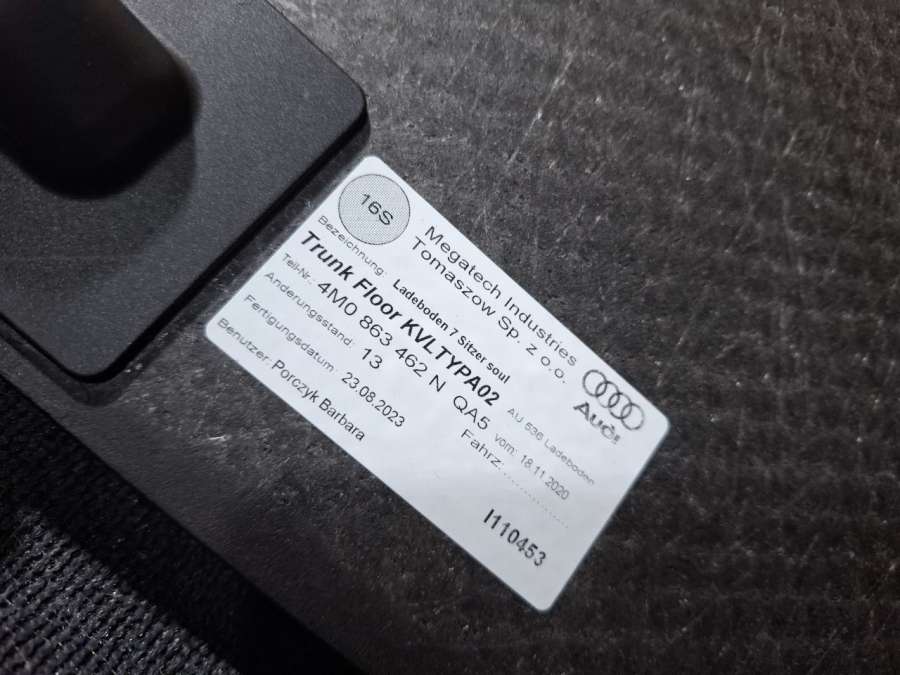 16S
Megatech Industries
Tomaszow Sp. z o.o.
Audi
Bezeichnung: Ladeboden 7 Sitzer soul
Trunk Floor KVLTYPA02
AU 536 Ladeboden
Teil-Nr.: 4M0 863 462 N QA5
Änderungsstand: 13 vom: 18.11.2020
Fertigungsdatum: 23.08.2023 Fahrz.:
Benutzer: Porczyk Barbara
I110453